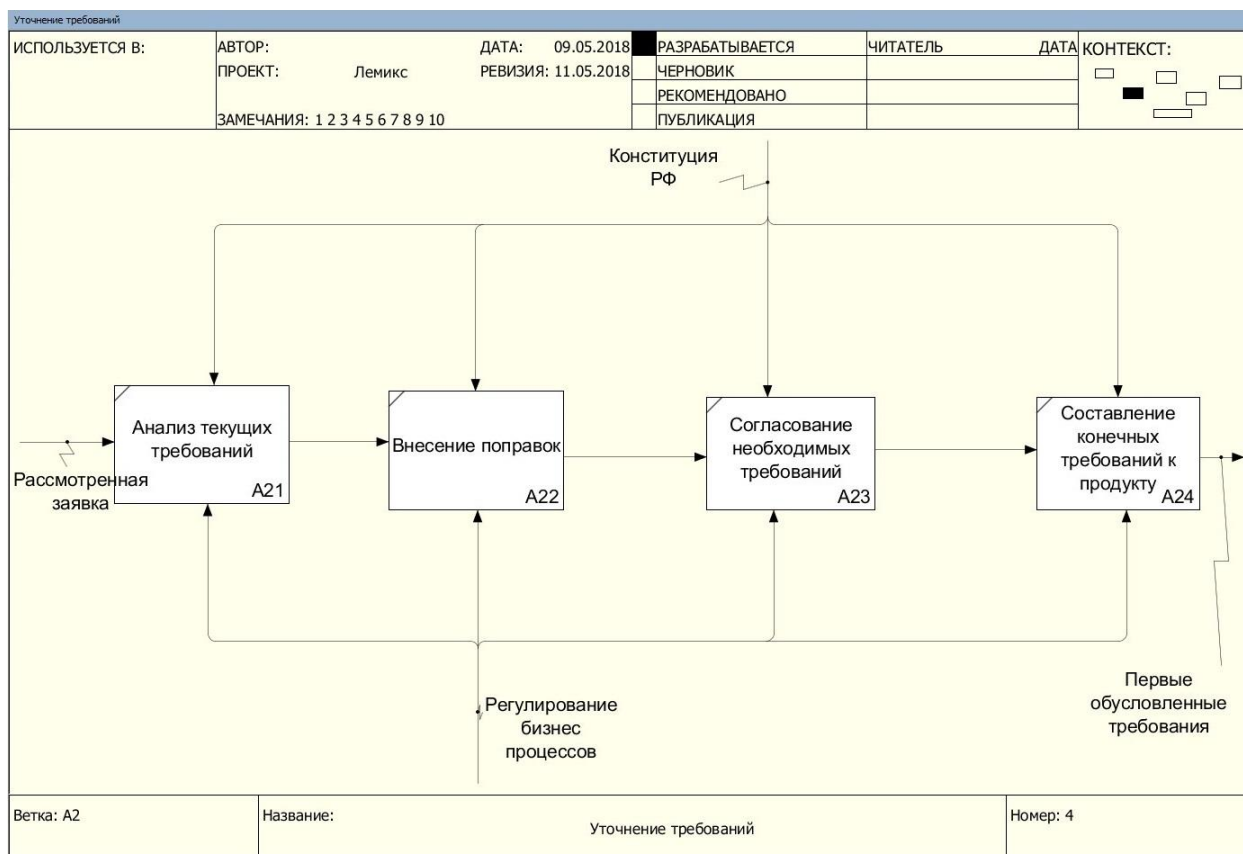 Уточнение требований
ИСПОЛЬЗУЕТСЯ В:
АВТОР:
ДАТА: 09.05.2018
РАЗРАБАТЫВАЕТСЯ
ЧИТАТЕЛЬ
ДАТА
КОНТЕКСТ:
ПРОЕКТ: Лемикс
РЕВИЗИЯ: 11.05.2018
ЧЕРНОВИК
РЕКОМЕНДОВАНО
ЗАМЕЧАНИЯ: 1 2 3 4 5 6 7 8 9 10
ПУБЛИКАЦИЯ
Конституция
РФ
Рассмотренная
заявка
Анализ текущих
требований
A21
Внесение поправок
A22
Согласование
необходимых
требований
A23
Составление
конечных
требований к
продукту
A24
Регулирование
бизнес
процессов
Первые
обусловленные
требования
Ветка: A2
Название:
Уточнение требований
Номер: 4